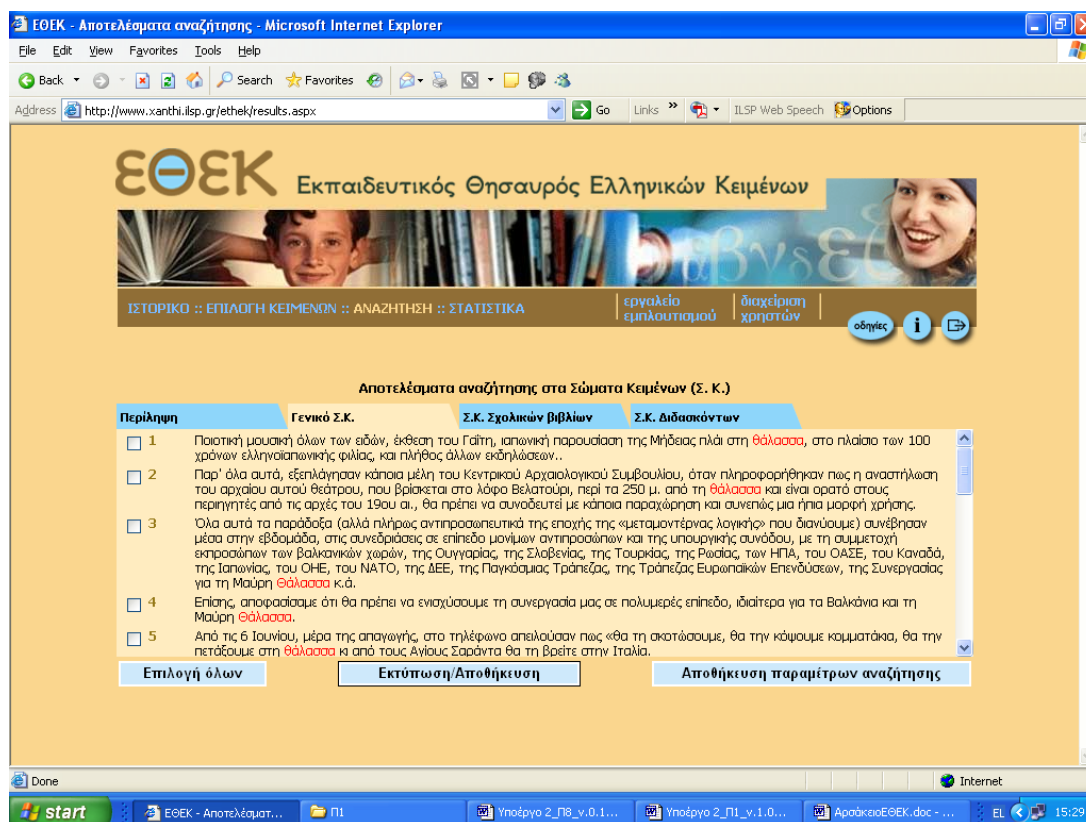 ΕΘΕΚ - Αποτελέσματα αναζήτησης - Microsoft Internet Explorer
File Edit View Favorites Tools Help
Back Search Favorites
Address http://www.xanthi.ilsp.gr/ethek/results.aspx Go Links » ILSP Web Speech Options
εθεκ Εκπαιδευτικός Θησαυρός Ελληνικών Κειμένων
ΙΣΤΟΡΙΚΟ :: ΕΠΙΛΟΓΗ ΚΕΙΜΕΝΩΝ :: ΑΝΑΖΗΤΗΣΗ :: ΣΤΑΤΙΣΤΙΚΑ
εργαλείο εμπλουτισμού
διαχείριση χρηστών
οδηγίες i
Αποτελέσματα αναζήτησης στα Σώματα Κειμένων (Σ. Κ.)
Περίληψη Γενικό Σ.Κ. Σ.Κ. Σχολικών βιβλίων Σ.Κ. Διδασκόντων
1 Ποιοτική μουσική όλων των ειδών, έκθεση του Γαΐτη, ιαπωνική παρουσίαση της Μήδειας πλάι στη θάλασσα, στο πλαίσιο των 100
χρόνων ελληνοϊαπωνικής φιλίας, και πλήθος άλλων εκδηλώσεων..
2 Παρ' όλα αυτά, εξεπλάγησαν κάποια μέλη του Κεντρικού Αρχαιολογικού Συμβουλίου, όταν πληροφορήθηκαν πως η αναστήλωση
του αρχαίου αυτού θεάτρου, που βρίσκεται στο λόφο Βελατούρι, περί τα 250 μ. από τη θάλασσα και είναι ορατό στους
περιηγητές από τις αρχές του 19ου αι., θα πρέπει να συνοδευτεί με κάποια παραχώρηση και συνεπώς μια ήπια μορφή χρήσης.
3 Όλα αυτά τα παράδοξα (αλλά πλήρως αντιπροσωπευτικά της εποχής της «μεταμοντέρνας λογικής» που διανύουμε) συνέβησαν
μέσα στην εβδομάδα, στις συνεδριάσεις σε επίπεδο μονίμων αντιπροσώπων και της υπουργικής συνόδου, με τη συμμετοχή
εκπροσώπων των βαλκανικών χωρών, της Ουγγαρίας, της Σλοβενίας, της Τουρκίας, της Ρωσίας, των ΗΠΑ, του ΟΑΣΕ, του Καναδά,
της Ιαπωνίας, του ΟΗΕ, του ΝΑΤΟ, της ΔΕΕ, της Παγκόσμιας Τράπεζας, της Τράπεζας Ευρωπαϊκών Επενδύσεων, της Συνεργασίας
για τη Μαύρη Θάλασσα κ.ά.
4 Επίσης, αποφασίσαμε ότι θα πρέπει να ενισχύσουμε τη συνεργασία μας σε πολυμερές επίπεδο, ιδιαίτερα για τα Βαλκάνια και τη
Μαύρη Θάλασσα.
5 Από τις 6 Ιουνίου, μέρα της απαγωγής, στο τηλέφωνο απειλούσαν πως «θα τη σκοτώσουμε, θα την κόψουμε κομματάκια, θα την
πετάξουμε στη θάλασσα κι από τους Αγίους Σαράντα θα τη βρείτε στην Ιταλία.
Επιλογή όλων Εκτύπωση/Αποθήκευση Αποθήκευση παραμέτρων αναζήτησης
Done Internet
start ΕΘΕΚ - Αποτελέσματ... Π1 Υποέργο 2_Π8_v.0.1... Υποέργο 2_Π1_v.1.0... ΑρσάκειοΕΘΕΚ.doc - ... EL 15:29